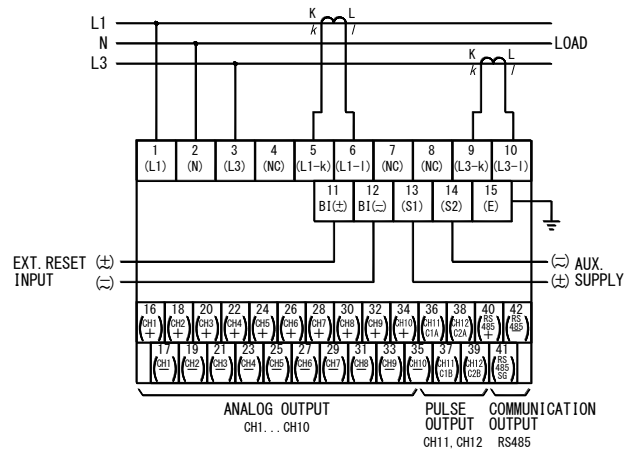 K L
L1
k l
N LOAD
K L
L3
k l
1 2 3 4 5 6 7 8 9 10
(L1) (N) (L3) (NC) (L1-k) (L1-l) (NC) (NC) (L3-k) (L3-l)
11 12 13 14 15
BI(±) BI(⎓) (S1) (S2) (E)
EXT. RESET (±) (⎓) AUX.
INPUT (⎓) (±) SUPPLY
16 18 20 22 24 26 28 30 32 34 36 38 40 42
(CH1 +) (CH2 +) (CH3 +) (CH4 +) (CH5 +) (CH6 +) (CH7 +) (CH8 +) (CH9 +) (CH10 +) (CH11 C1A) (CH12 C2A) (RS 485 +) (RS 485 −)
17 19 21 23 25 27 29 31 33 35 37 39 41
(CH1 −) (CH2 −) (CH3 −) (CH4 −) (CH5 −) (CH6 −) (CH7 −) (CH8 −) (CH9 −) (CH10 −) (CH11 C1B) (CH12 C2B) (RS 485 SG)
ANALOG OUTPUT PULSE COMMUNICATION
OUTPUT OUTPUT
CH1...CH10 CH11, CH12 RS485